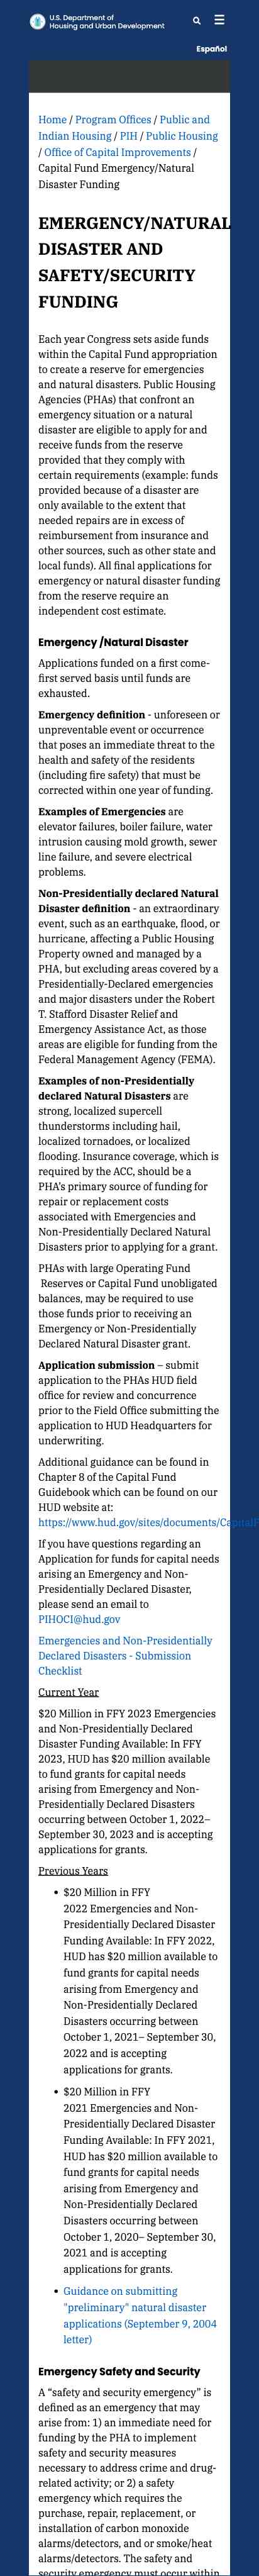 U.S. Department of
Housing and Urban Development
Español
Home / Program Offices / Public and
Indian Housing / PIH / Public Housing
/ Office of Capital Improvements /
Capital Fund Emergency/Natural
Disaster Funding
EMERGENCY/NATURAL
DISASTER AND
SAFETY/SECURITY
FUNDING
Each year Congress sets aside funds
within the Capital Fund appropriation
to create a reserve for emergencies
and natural disasters. Public Housing
Agencies (PHAs) that confront an
emergency situation or a natural
disaster are eligible to apply for and
receive funds from the reserve
provided that they comply with
certain requirements (example: funds
provided because of a disaster are
only available to the extent that
needed repairs are in excess of
reimbursement from insurance and
other sources, such as other state and
local funds). All final applications for
emergency or natural disaster funding
from the reserve require an
independent cost estimate.
Emergency /Natural Disaster
Applications funded on a first come-
first served basis until funds are
exhausted.
Emergency definition - unforeseen or
unpreventable event or occurrence
that poses an immediate threat to the
health and safety of the residents
(including fire safety) that must be
corrected within one year of funding.
Examples of Emergencies are
elevator failures, boiler failure, water
intrusion causing mold growth, sewer
line failure, and severe electrical
problems.
Non-Presidentially declared Natural
Disaster definition - an extraordinary
event, such as an earthquake, flood, or
hurricane, affecting a Public Housing
Property owned and managed by a
PHA, but excluding areas covered by a
Presidentially-Declared emergencies
and major disasters under the Robert
T. Stafford Disaster Relief and
Emergency Assistance Act, as those
areas are eligible for funding from the
Federal Management Agency (FEMA).
Examples of non-Presidentially
declared Natural Disasters are
strong, localized supercell
thunderstorms including hail,
localized tornadoes, or localized
flooding. Insurance coverage, which is
required by the ACC, should be a
PHA's primary source of funding for
repair or replacement costs
associated with Emergencies and
Non-Presidentially Declared Natural
Disasters prior to applying for a grant.
PHAs with large Operating Fund
Reserves or Capital Fund unobligated
balances, may be required to use
those funds prior to receiving an
Emergency or Non-Presidentially
Declared Natural Disaster grant.
Application submission – submit
application to the PHAs HUD field
office for review and concurrence
prior to the Field Office submitting the
application to HUD Headquarters for
underwriting.
Additional guidance can be found in
Chapter 8 of the Capital Fund
Guidebook which can be found on our
HUD website at:
https://www.hud.gov/sites/documents/CapitalF
If you have questions regarding an
Application for funds for capital needs
arising an Emergency and Non-
Presidentially Declared Disaster,
please send an email to
PIHOCI@hud.gov
Emergencies and Non-Presidentially
Declared Disasters - Submission
Checklist
Current Year
$20 Million in FFY 2023 Emergencies
and Non-Presidentially Declared
Disaster Funding Available: In FFY
2023, HUD has $20 million available
to fund grants for capital needs
arising from Emergency and Non-
Presidentially Declared Disasters
occurring between October 1, 2022–
September 30, 2023 and is accepting
applications for grants.
Previous Years
• $20 Million in FFY
2022 Emergencies and Non-
Presidentially Declared Disaster
Funding Available: In FFY 2022,
HUD has $20 million available to
fund grants for capital needs
arising from Emergency and
Non-Presidentially Declared
Disasters occurring between
October 1, 2021– September 30,
2022 and is accepting
applications for grants.
• $20 Million in FFY
2021 Emergencies and Non-
Presidentially Declared Disaster
Funding Available: In FFY 2021,
HUD has $20 million available to
fund grants for capital needs
arising from Emergency and
Non-Presidentially Declared
Disasters occurring between
October 1, 2020– September 30,
2021 and is accepting
applications for grants.
• Guidance on submitting
"preliminary" natural disaster
applications (September 9, 2004
letter)
Emergency Safety and Security
A “safety and security emergency” is
defined as an emergency that may
arise from: 1) an immediate need for
funding by the PHA to implement
safety and security measures
necessary to address crime and drug-
related activity; or 2) a safety
emergency which requires the
purchase, repair, replacement, or
installation of carbon monoxide
alarms/detectors, and or smoke/heat
alarms/detectors. The safety and
security emergency must occur within